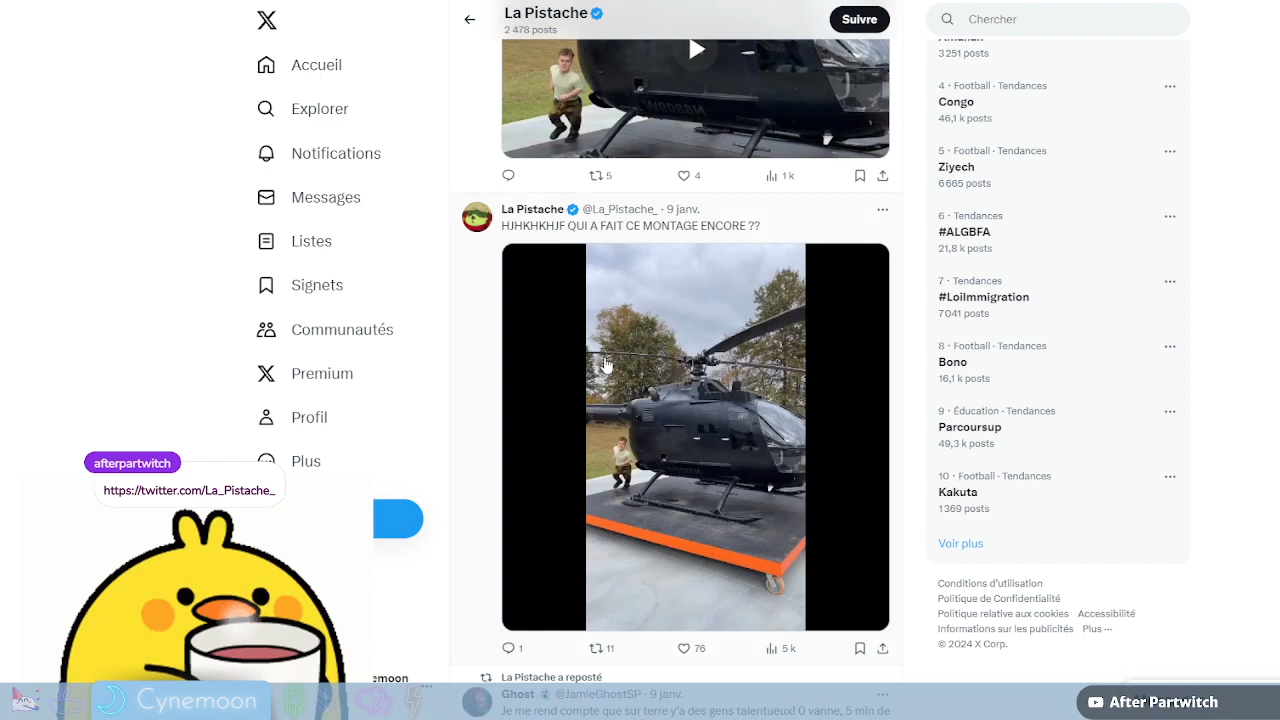 Accueil
Explorer
Notifications
Messages
Listes
Signets
Communautés
Premium
Profil
Plus
afterpartwitch
https://twitter.com/La_Pistache_
Cynemoon
La Pistache
2 478 posts
Suivre
5
4
1 k
La Pistache @La_Pistache_ · 9 janv.
HJHKHKHJF QUI A FAIT CE MONTAGE ENCORE ??
1
11
76
5 k
La Pistache a reposté
Ghost @JamieGhostSP · 9 janv.
Je me rend compte que sur terre y'a des gens talentueux! 0 vanne, 5 min de
Chercher
3 251 posts
4 · Football · Tendances
Congo
46,1 k posts
5 · Football · Tendances
Ziyech
6 665 posts
6 · Tendances
#ALGBFA
21,8 k posts
7 · Tendances
#LoiImmigration
7 041 posts
8 · Football · Tendances
Bono
16,1 k posts
9 · Éducation · Tendances
Parcoursup
49,3 k posts
10 · Football · Tendances
Kakuta
1 369 posts
Voir plus
Conditions d'utilisation
Politique de Confidentialité
Politique relative aux cookies Accessibilité
Informations sur les publicités Plus ···
© 2024 X Corp.
After Partwitch